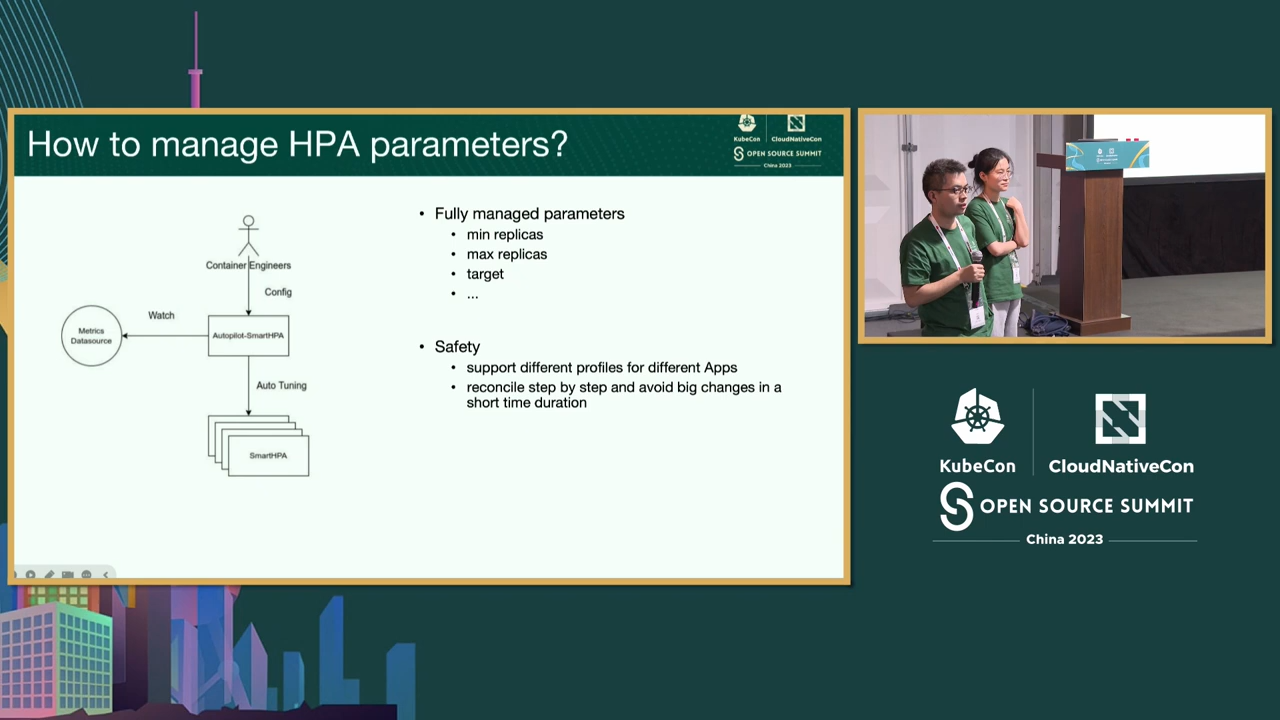 How to manage HPA parameters?
KubeCon
CloudNativeCon
OPEN SOURCE SUMMIT
China 2023
Container Engineers
Config
Watch
Metrics
Datasource
Autopilot-SmartHPA
Auto Tuning
SmartHPA
• Fully managed parameters
• min replicas
• max replicas
• target
• ...
• Safety
• support different profiles for different Apps
• reconcile step by step and avoid big changes in a
short time duration
KubeCon
CloudNativeCon
OPEN SOURCE SUMMIT
China 2023